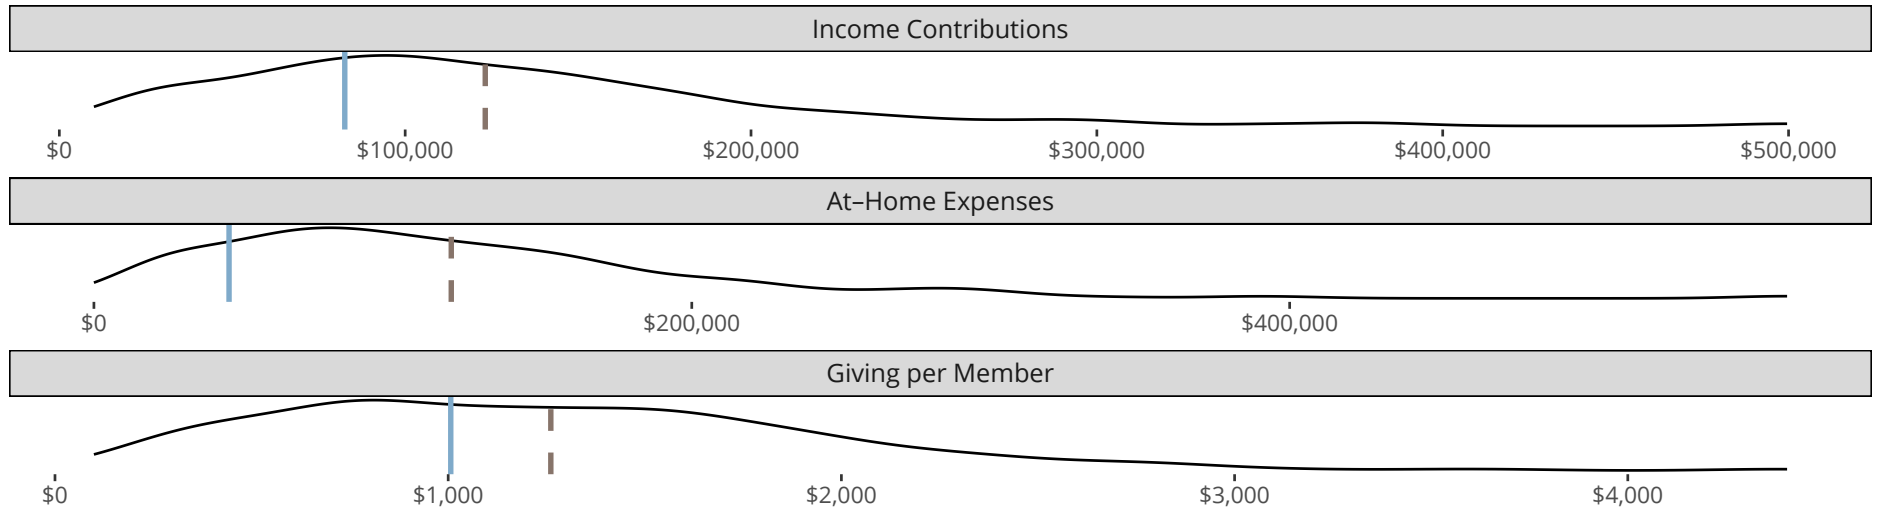 Income Contributions
$0 $100,000 $200,000 $300,000 $400,000 $500,000
At–Home Expenses
$0 $200,000 $400,000
Giving per Member
$0 $1,000 $2,000 $3,000 $4,000